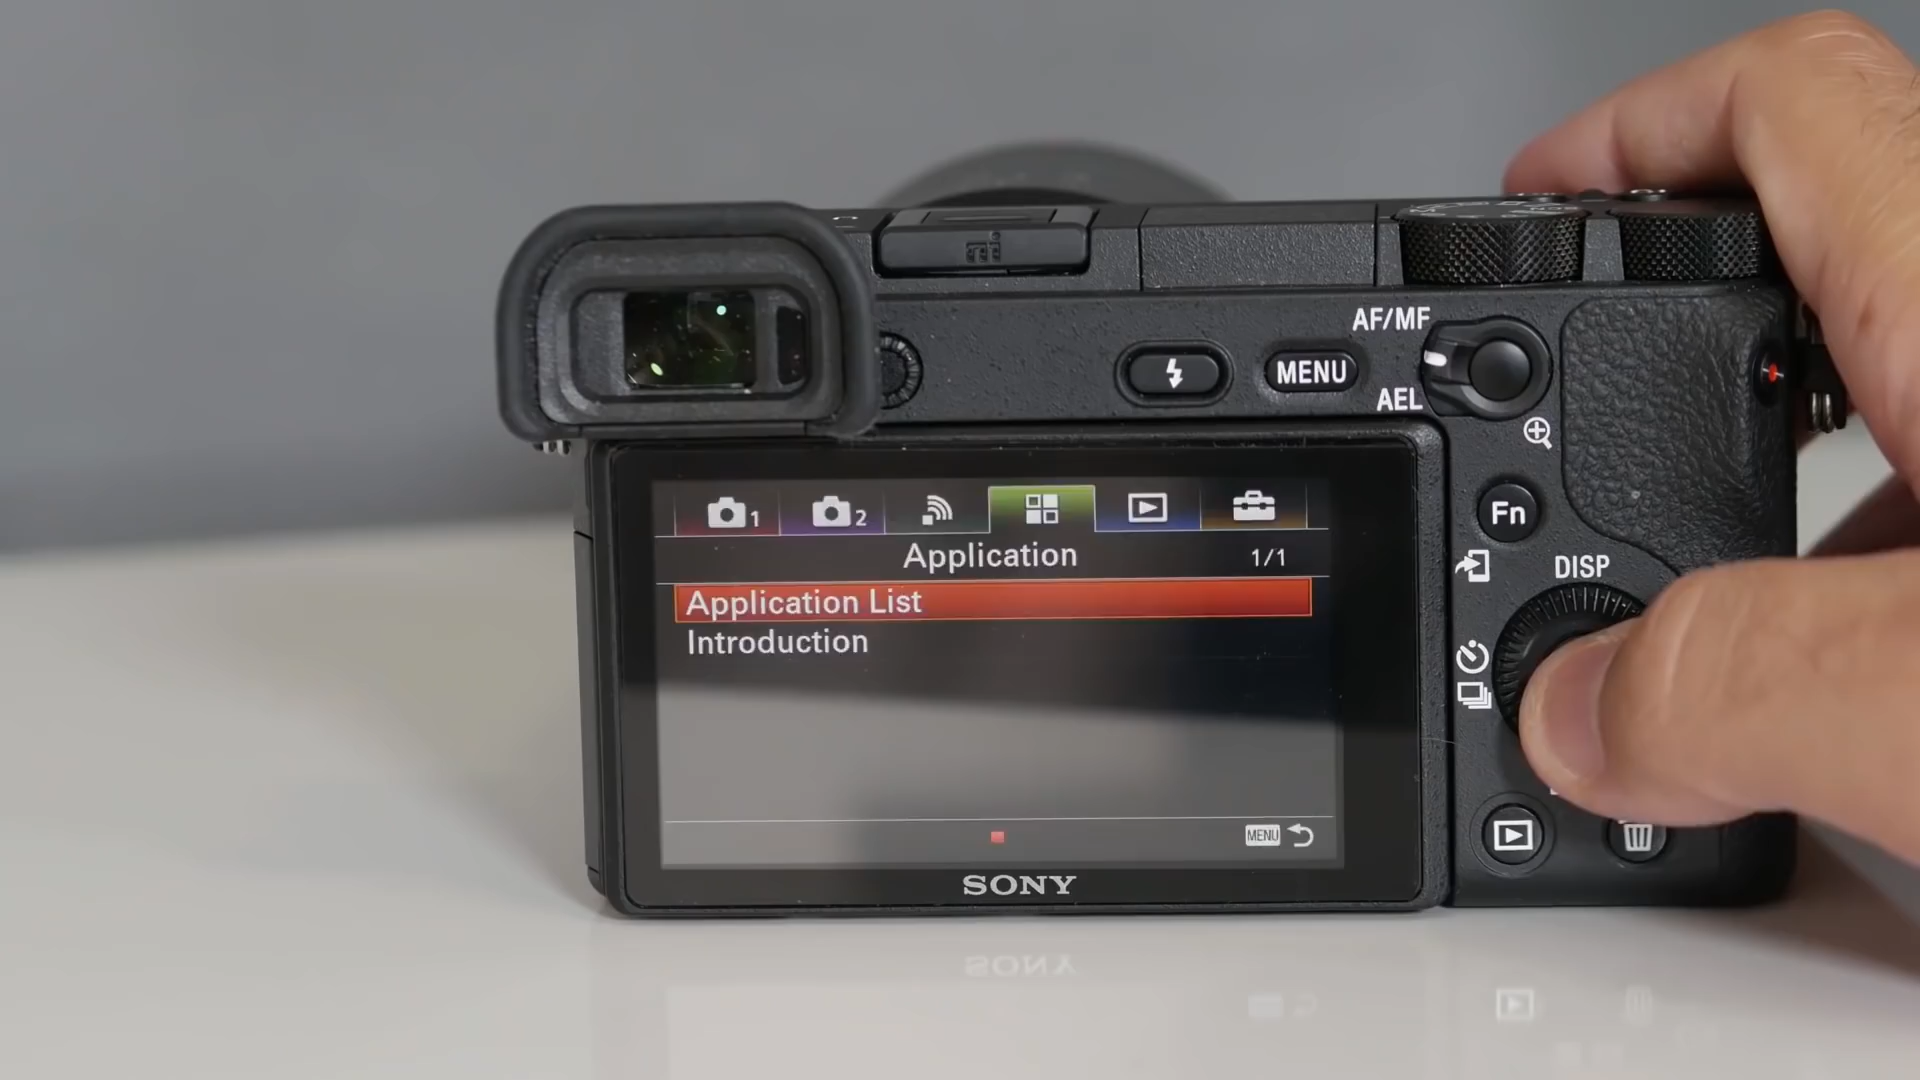 AF/MF
MENU
AEL
1
2
Application 1/1
Application List
Introduction
MENU
SONY
Fn
DISP